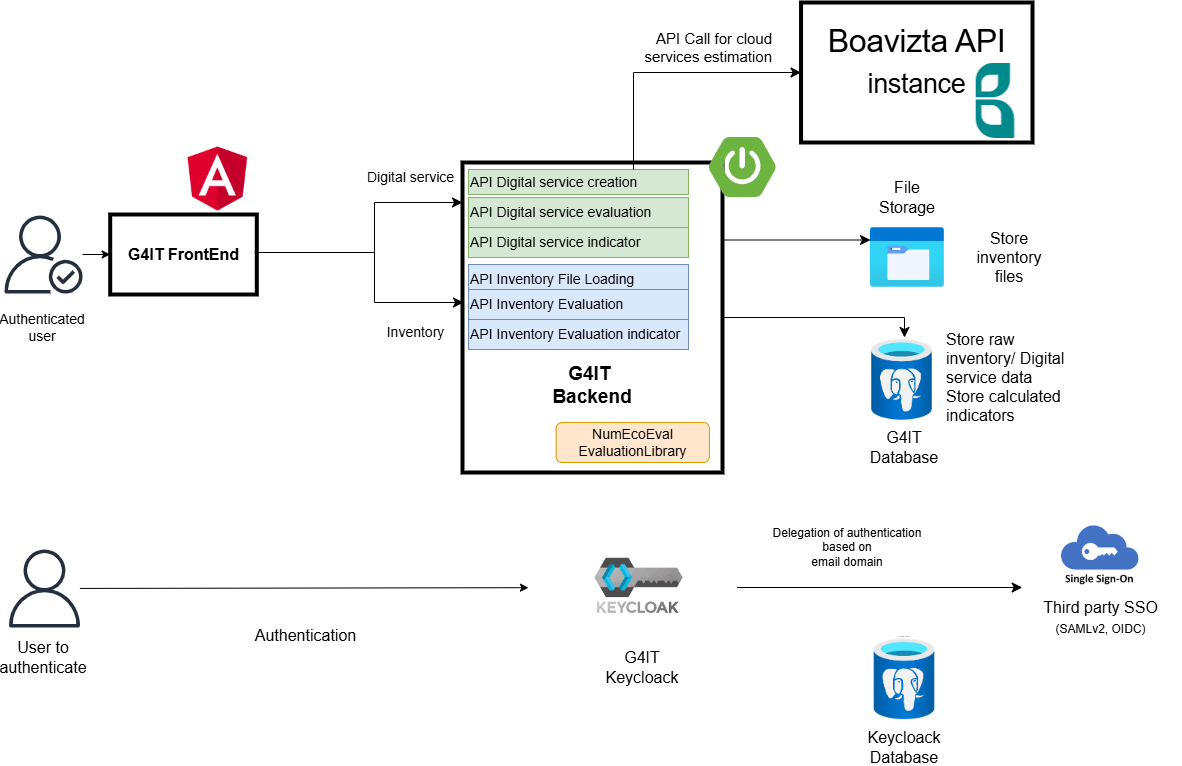 API Call for cloud
services estimation
Boavizta API
instance
Digital service
API Digital service creation
API Digital service evaluation
API Digital service indicator
API Inventory File Loading
API Inventory Evaluation
API Inventory Evaluation indicator
G4IT
Backend
NumEcoEval
EvaluationLibrary
G4IT FrontEnd
Authenticated
user
Inventory
File
Storage
Store
inventory
files
Store raw
inventory/ Digital
service data
Store calculated
indicators
G4IT
Database
User to
authenticate
Authentication
KEYCLOAK
G4IT
Keycloack
Delegation of authentication
based on
email domain
Single Sign-On
Third party SSO
(SAMLv2, OIDC)
Keycloack
Database